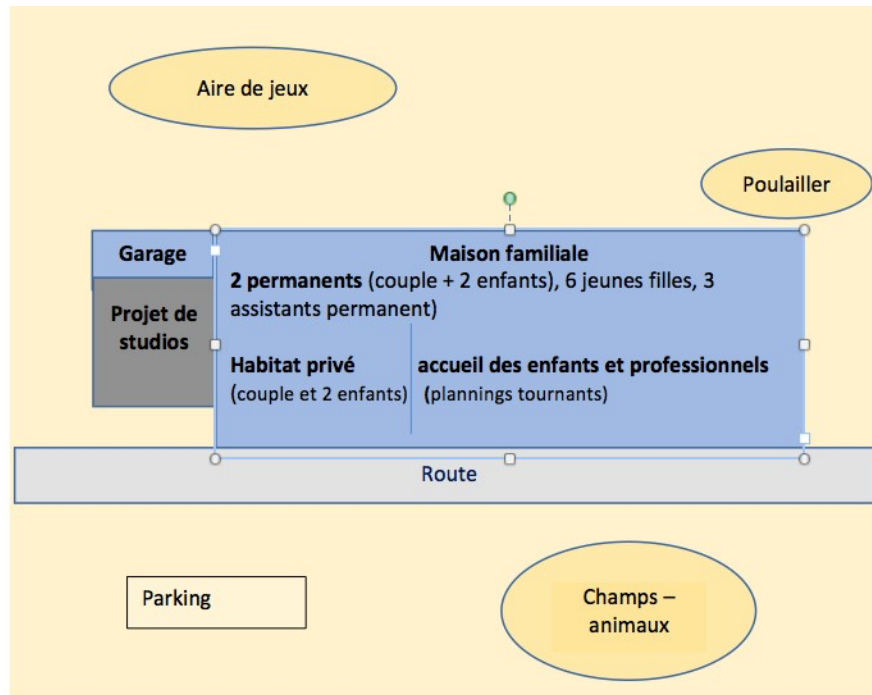 Aire de jeux
Poulailler
Garage
Projet de
studios
Maison familiale
2 permanents (couple + 2 enfants), 6 jeunes filles, 3
assistants permanent)
Habitat privé
(couple et 2 enfants)
accueil des enfants et professionnels
(plannings tournants)
Route
Parking
Champs –
animaux